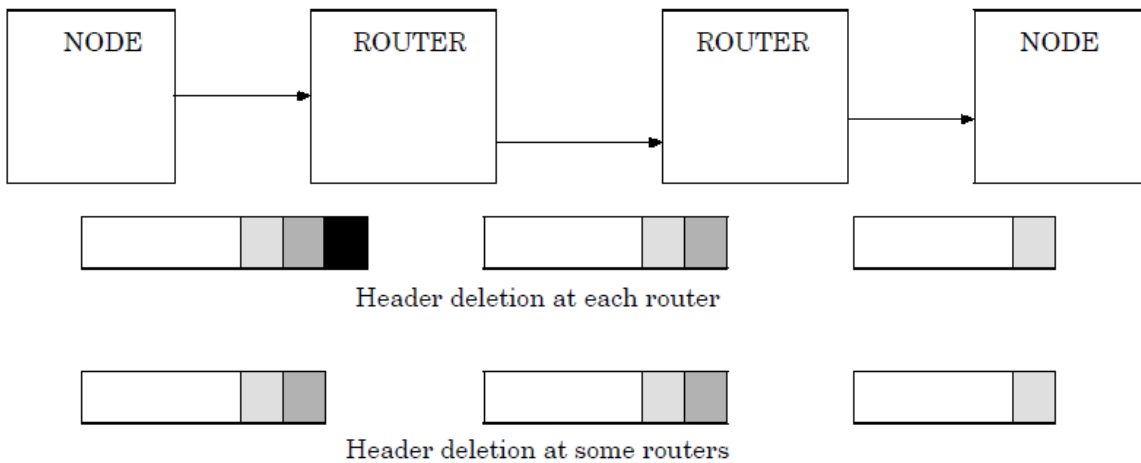 NODE
ROUTER
ROUTER
NODE
Header deletion at each router
Header deletion at some routers